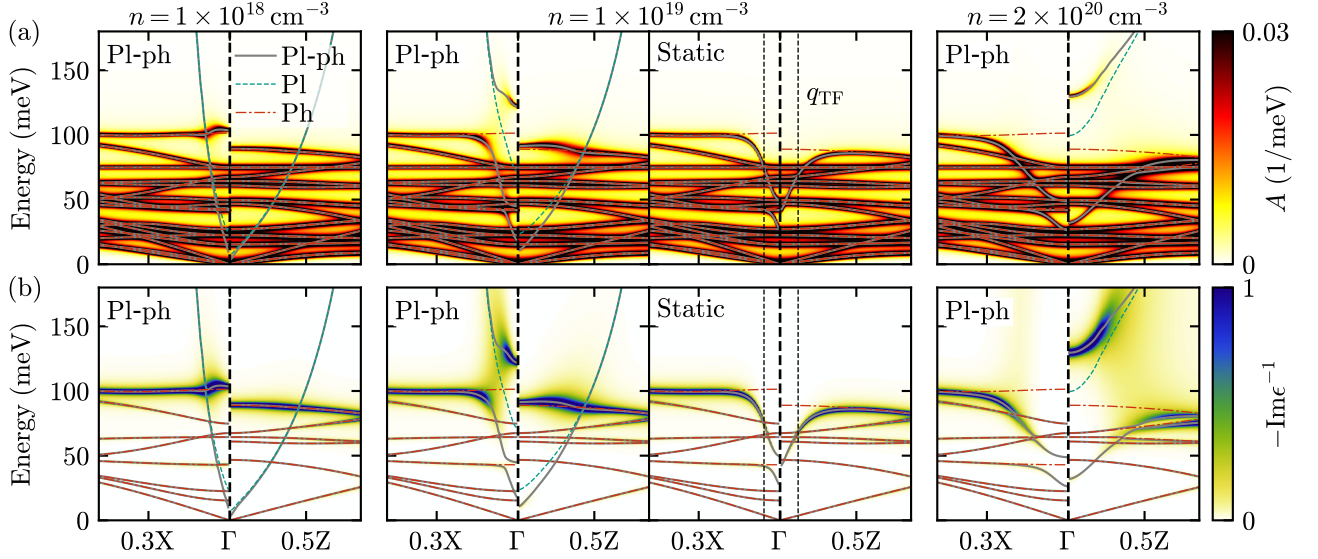 n = 1 × 10^18 cm^−3
n = 1 × 10^19 cm^−3
n = 2 × 10^20 cm^−3
(a)
Energy (meV)
150
100
50
0
Pl-ph
Pl-ph
Pl
Ph
Pl-ph
Static
q_TF
Pl-ph
0.03
A (1/meV)
0
(b)
Energy (meV)
150
100
50
0
Pl-ph
Pl-ph
Static
Pl-ph
1
−Imϵ^−1
0
0.3X Γ 0.5Z
0.3X Γ 0.5Z
0.3X Γ 0.5Z
0.3X Γ 0.5Z